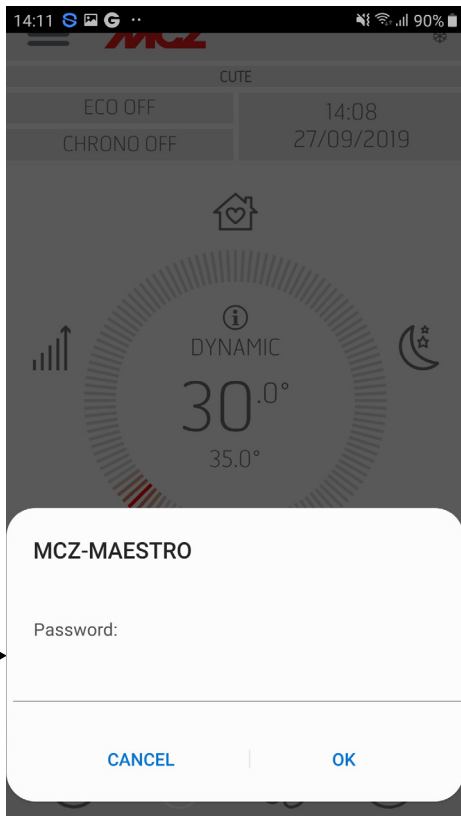 14:11 S G ·· 90%
MCZ
CUTE
ECO OFF
14:08
CHRONO OFF
27/09/2019
i
DYNAMIC
30.0°
35.0°
MCZ-MAESTRO
Password:
CANCEL
OK